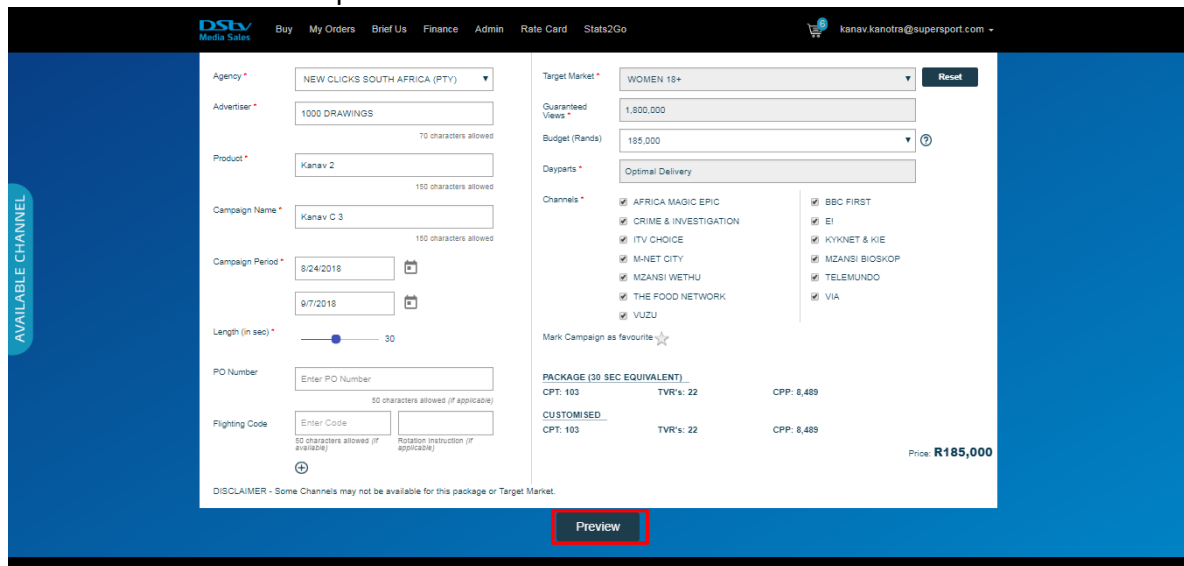 DStv
Media Sales
Buy My Orders Brief Us Finance Admin Rate Card Stats2Go
6
kanav.kanotra@supersport.com
AVAILABLE CHANNEL
Agency *
NEW CLICKS SOUTH AFRICA (PTY)
Advertiser *
1000 DRAWINGS
70 characters allowed
Product *
Kanav 2
150 characters allowed
Campaign Name *
Kanav C 3
150 characters allowed
Campaign Period *
8/24/2018
9/7/2018
Length (in sec) *
30
PO Number
Enter PO Number
50 characters allowed (if applicable)
Flighting Code
Enter Code
50 characters allowed (if
available)
Rotation Instruction (if
applicable)
Target Market *
WOMEN 18+
Reset
Guaranteed
Views *
1,800,000
Budget (Rands)
185,000
?
Dayparts *
Optimal Delivery
Channels *
AFRICA MAGIC EPIC
BBC FIRST
CRIME & INVESTIGATION
E!
ITV CHOICE
KYKNET & KIE
M-NET CITY
MZANSI BIOSKOP
MZANSI WETHU
TELEMUNDO
THE FOOD NETWORK
VIA
VUZU
Mark Campaign as favourite
PACKAGE (30 SEC EQUIVALENT)
CPT: 103 TVR's: 22 CPP: 8,489
CUSTOMISED
CPT: 103 TVR's: 22 CPP: 8,489
Price: R185,000
DISCLAIMER - Some Channels may not be available for this package or Target Market.
Preview